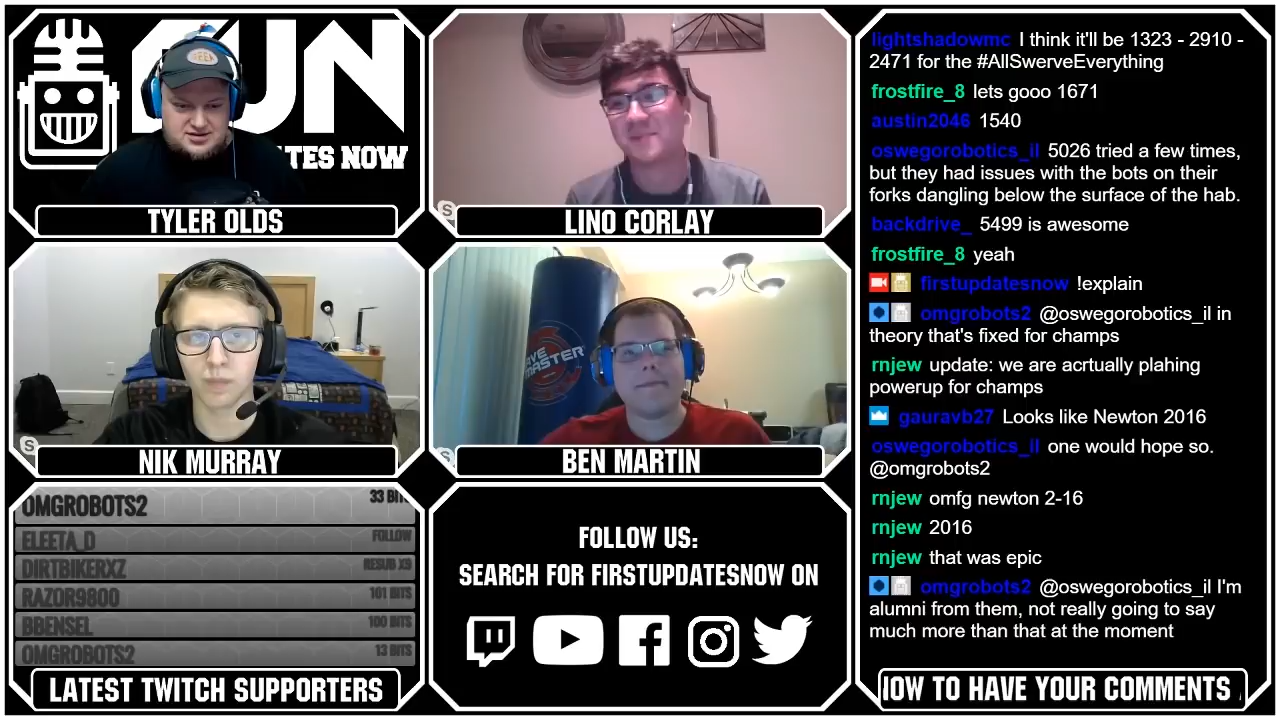 FUN
TES NOW
TYLER OLDS
LINO CORLAY
NIK MURRAY
MASTER
BEN MARTIN
OMGROBOTS2 33 BITS
ELEETA_D FOLLOW
DIRTBIKERXZ RESUB X9
RAZOR9800 101 BITS
BBENSEL 100 BITS
OMGROBOTS2 13 BITS
LATEST TWITCH SUPPORTERS
FOLLOW US:
SEARCH FOR FIRSTUPDATESNOW ON
lightshadowmc I think it'll be 1323 - 2910 -
2471 for the #AllSwerveEverything
frostfire_8 lets gooo 1671
austin2046 1540
oswegorobotics_il 5026 tried a few times,
but they had issues with the bots on their
forks dangling below the surface of the hab.
backdrive_ 5499 is awesome
frostfire_8 yeah
firstupdatesnow !explain
omgrobots2 @oswegorobotics_il in
theory that's fixed for champs
rnjew update: we are acrtually plahing
powerup for champs
gauravb27 Looks like Newton 2016
oswegorobotics_il one would hope so.
@omgrobots2
rnjew omfg newton 2-16
rnjew 2016
rnjew that was epic
omgrobots2 @oswegorobotics_il I'm
alumni from them, not really going to say
much more than that at the moment
HOW TO HAVE YOUR COMMENTS